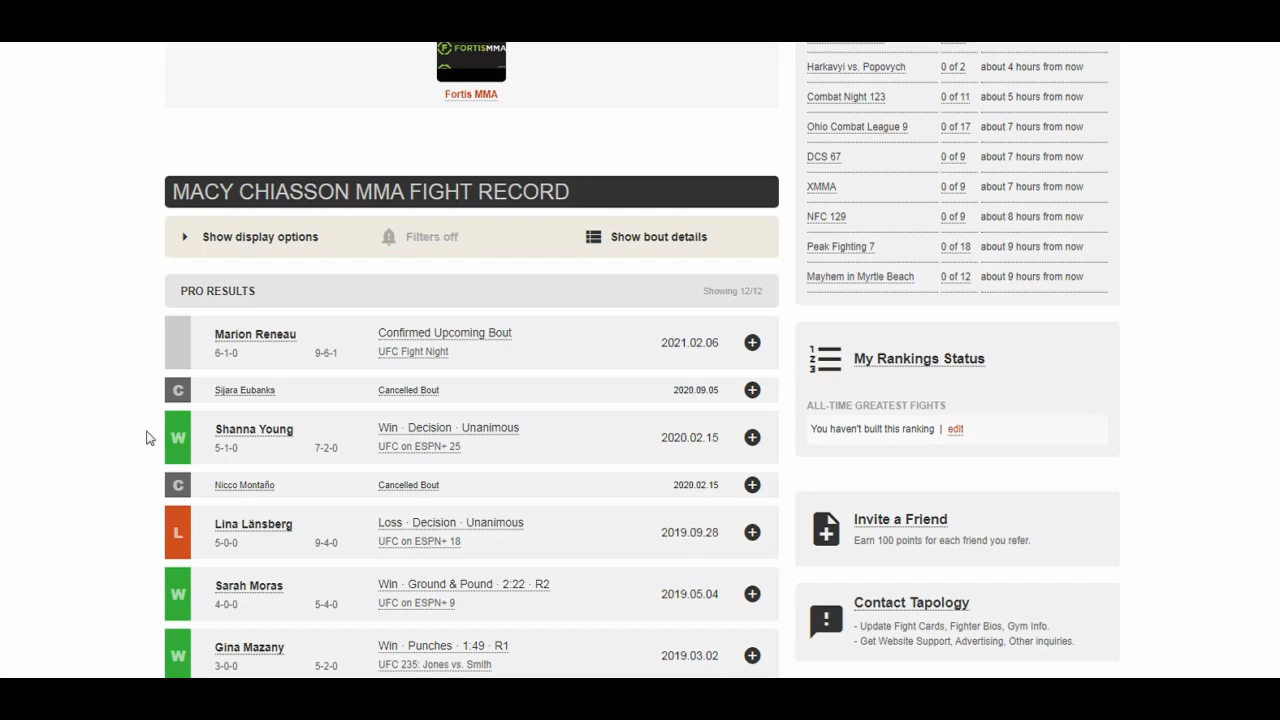 FORTISMMA
Fortis MMA
MACY CHIASSON MMA FIGHT RECORD
Show display options
Filters off
Show bout details
PRO RESULTS
Showing 12/12
Marion Reneau
Confirmed Upcoming Bout
6-1-0
9-6-1
UFC Fight Night
2021.02.06
C
Sijara Eubanks
Cancelled Bout
2020.09.05
W
Shanna Young
Win · Decision · Unanimous
5-1-0
7-2-0
UFC on ESPN+ 25
2020.02.15
C
Nicco Montaño
Cancelled Bout
2020.02.15
L
Lina Länsberg
Loss · Decision · Unanimous
5-0-0
9-4-0
UFC on ESPN+ 18
2019.09.28
W
Sarah Moras
Win · Ground & Pound · 2:22 · R2
4-0-0
5-4-0
UFC on ESPN+ 9
2019.05.04
W
Gina Mazany
Win · Punches · 1:49 · R1
3-0-0
5-2-0
UFC 235: Jones vs. Smith
2019.03.02
Harkavyi vs. Popovych 0 of 2 about 4 hours from now
Combat Night 123 0 of 11 about 5 hours from now
Ohio Combat League 9 0 of 17 about 7 hours from now
DCS 67 0 of 9 about 7 hours from now
XMMA 0 of 9 about 7 hours from now
NFC 129 0 of 9 about 8 hours from now
Peak Fighting 7 0 of 18 about 9 hours from now
Mayhem in Myrtle Beach 0 of 12 about 9 hours from now
My Rankings Status
ALL-TIME GREATEST FIGHTS
You haven't built this ranking | edit
Invite a Friend
Earn 100 points for each friend you refer.
Contact Tapology
- Update Fight Cards, Fighter Bios, Gym Info.
- Get Website Support, Advertising, Other inquiries.